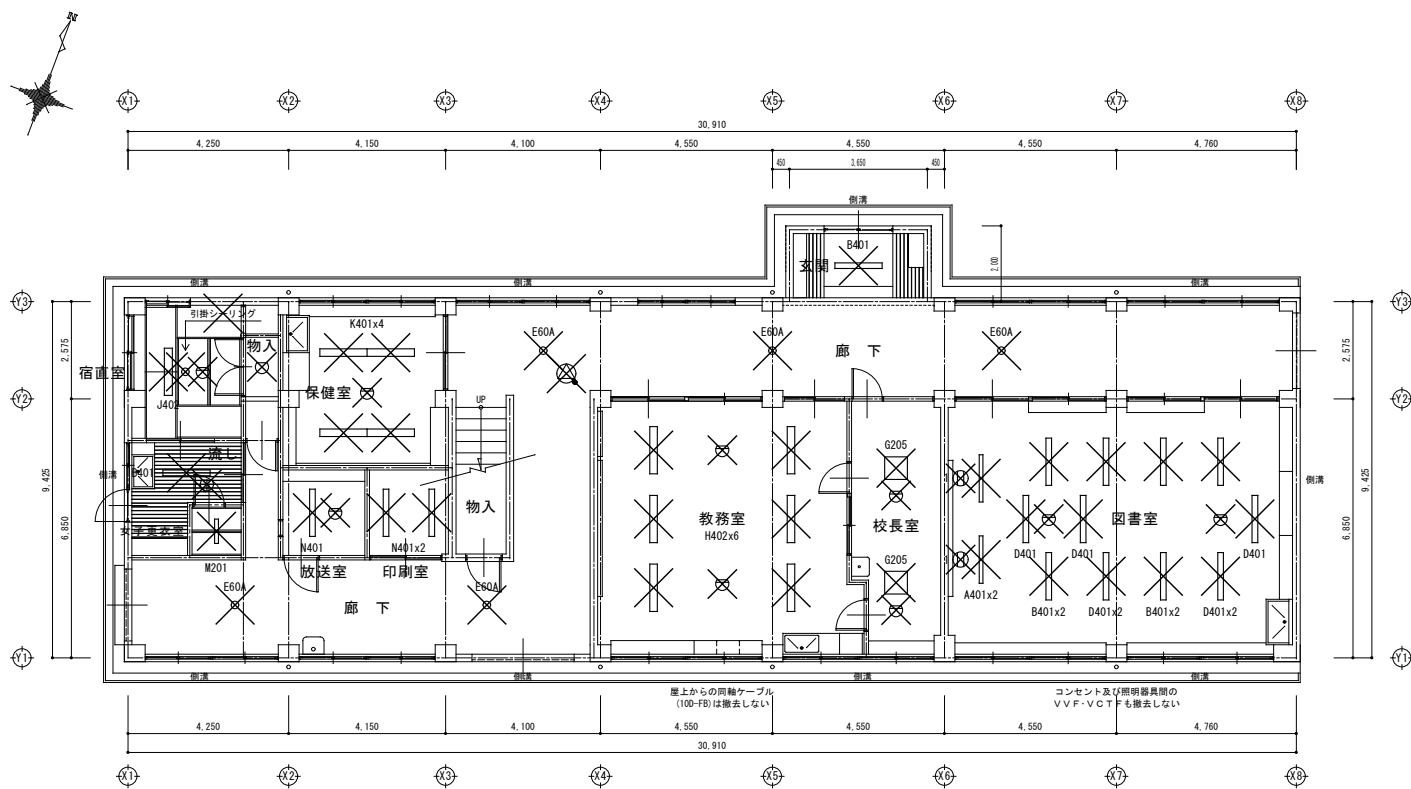 N
X1 X2 X3 X4 X5 X6 X7 X8
30,910
4,250 4,150 4,100 4,550 4,550 4,550 4,760
450 3,650 450
側溝
B401
玄関
2,000
側溝 側溝 側溝
Y3 Y3
引掛シーリング
K401x4
E60A E60A E60A
物入
廊 下
2,575 2,575
宿直室
保健室
J402
Y2 Y2
UP
流し
G205
側溝
D401
側溝
9,425 9,425
物入
教務室
H402x6
校長室
図書室
6,850 6,850
女子更衣室
N401 N401x2
D401 D401 D401
M201
放送室 印刷室
G205
E60A E60A
A401x2
廊 下
B401x2 D401x2 B401x2 D401x2
Y1 Y1
側溝 側溝 側溝 側溝
屋上からの同軸ケーブル
(10D-FB)は撤去しない
コンセント及び照明器具間の
VVF・VCTFも撤去しない
4,250 4,150 4,100 4,550 4,550 4,550 4,760
30,910
X1 X2 X3 X4 X5 X6 X7 X8